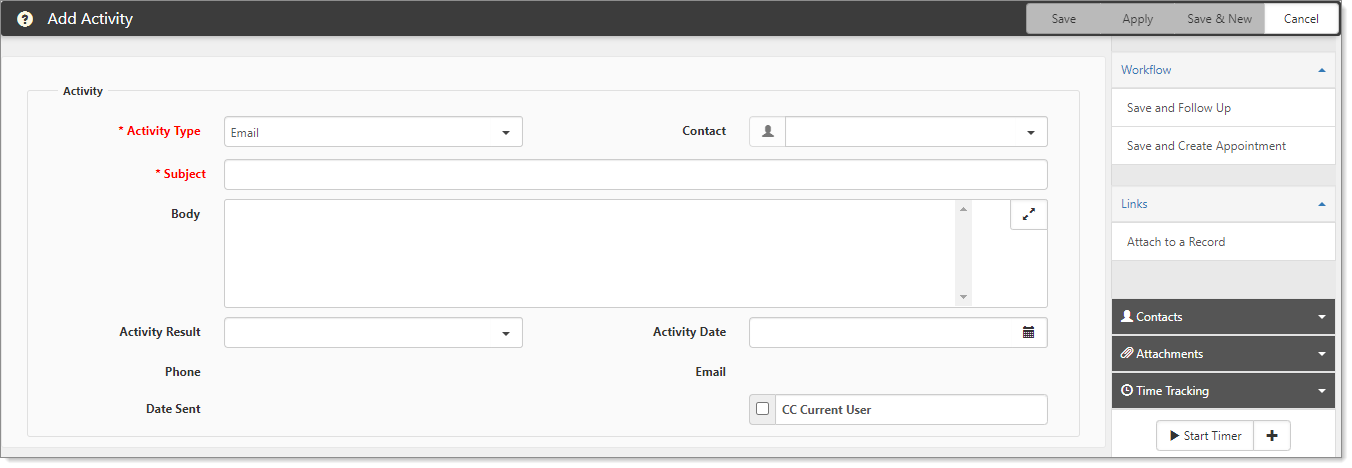 ? Add Activity Save Apply Save & New Cancel
Activity
* Activity Type Email Contact
* Subject
Body
Activity Result Activity Date
Phone Email
Date Sent CC Current User
Workflow
Save and Follow Up
Save and Create Appointment
Links
Attach to a Record
Contacts
Attachments
Time Tracking
Start Timer +